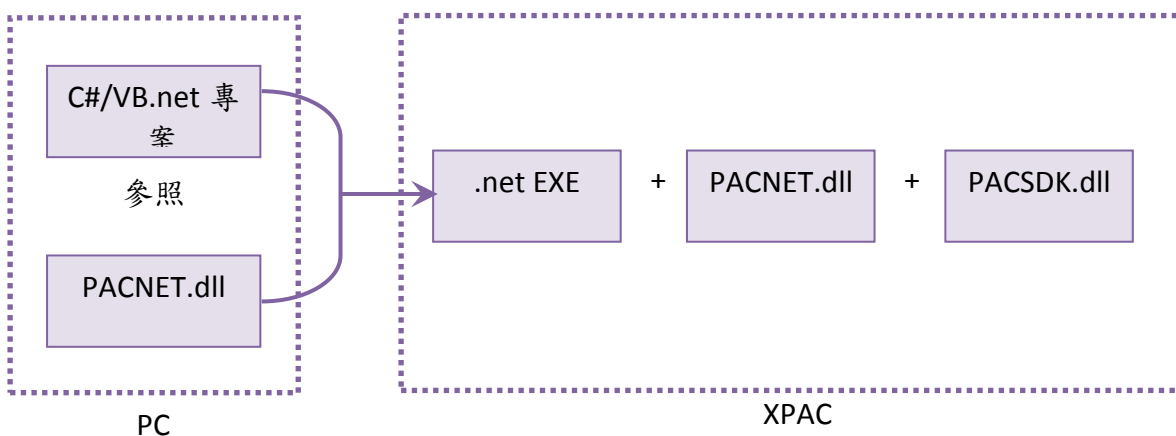 C#/VB.net 專
案
參照
PACNET.dll
PC
.net EXE + PACNET.dll + PACSDK.dll
XPAC